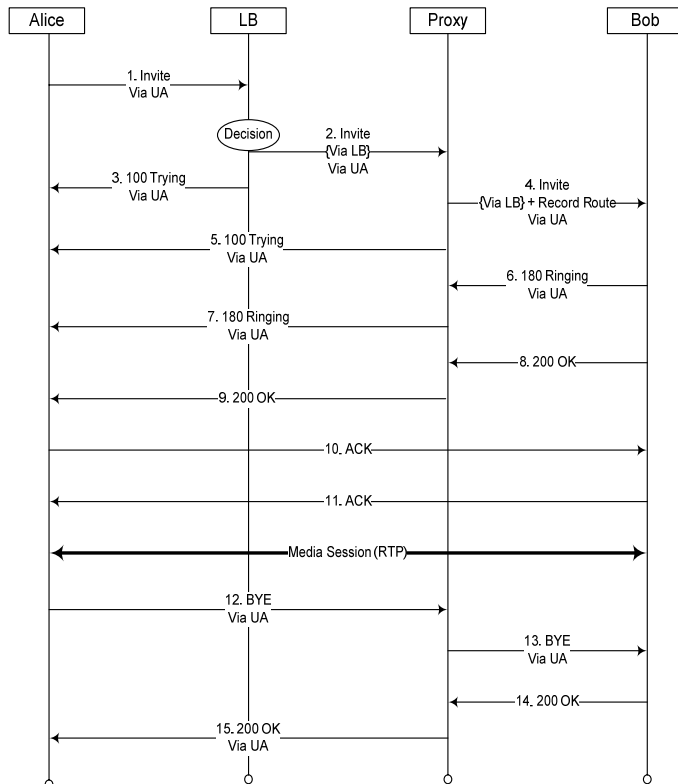 Alice
LB
Proxy
Bob
1. Invite
Via UA
Decision
2. Invite
{Via LB}
Via UA
3. 100 Trying
Via UA
4. Invite
{Via LB} + Record Route
Via UA
5. 100 Trying
Via UA
6. 180 Ringing
Via UA
7. 180 Ringing
Via UA
8. 200 OK
9. 200 OK
10. ACK
11. ACK
Media Session (RTP)
12. BYE
Via UA
13. BYE
Via UA
14. 200 OK
15. 200 OK
Via UA